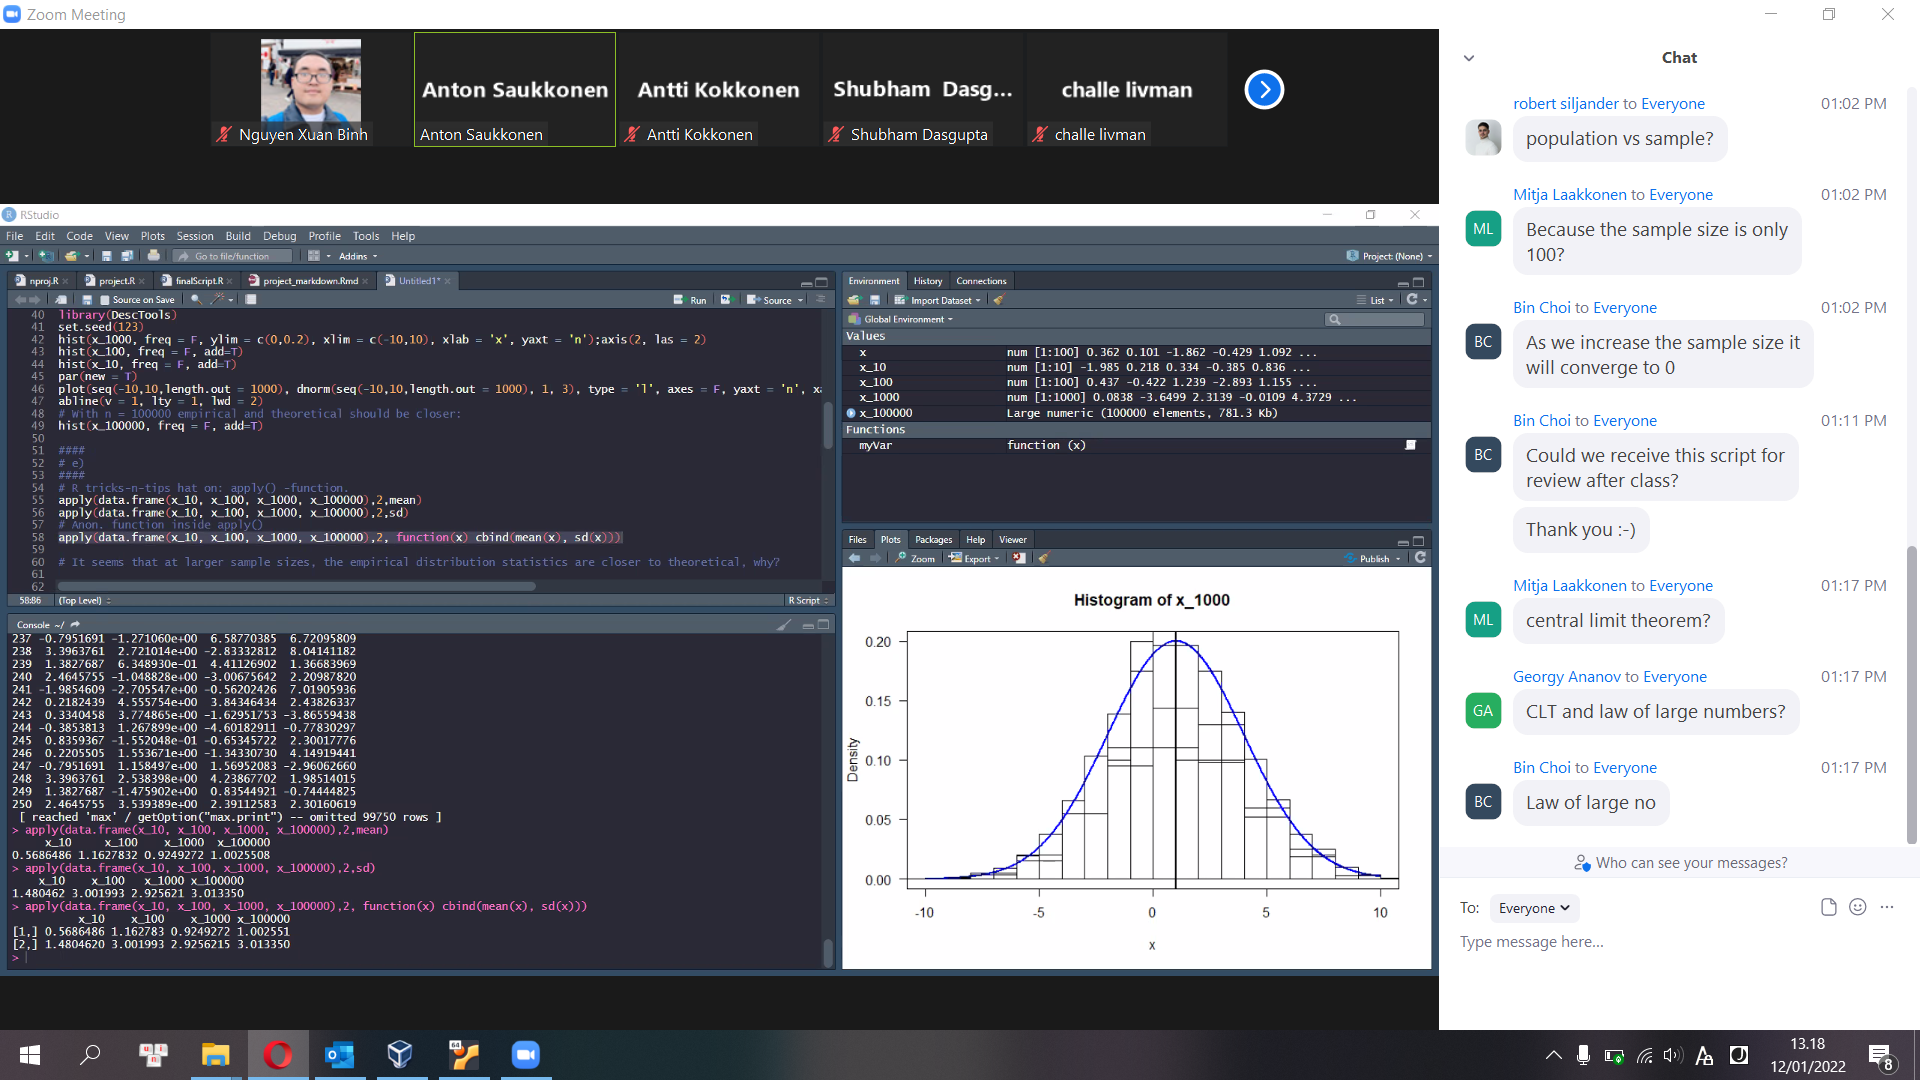 Zoom Meeting
Anton Saukkonen
Antti Kokkonen
Shubham Dasg...
challe livman
Nguyen Xuan Binh
Anton Saukkonen
Antti Kokkonen
Shubham Dasgupta
challe livman
RStudio
File Edit Code View Plots Session Build Debug Profile Tools Help
Go to file/function
Addins
Project: (None)
nproj.R
project.R
finalScript.R
project_markdown.Rmd
Untitled1*
Source on Save
Run
Source
40 library(DescTools)
41 set.seed(123)
42 hist(x_1000, freq = F, ylim = c(0,0.2), xlim = c(-10,10), xlab = 'x', yaxt = 'n');axis(2, las = 2)
43 hist(x_100, freq = F, add=T)
44 hist(x_10, freq = F, add=T)
45 par(new = T)
46 plot(seq(-10,10,length.out = 1000), dnorm(seq(-10,10,length.out = 1000), 1, 3), type = 'l', axes = F, yaxt = 'n', xa
47 abline(v = 1, lty = 1, lwd = 2)
48 # With n = 100000 empirical and theoretical should be closer:
49 hist(x_100000, freq = F, add=T)
50
51 ####
52 # e)
53 ####
54 # R tricks-n-tips hat on: apply() -function.
55 apply(data.frame(x_10, x_100, x_1000, x_100000),2,mean)
56 apply(data.frame(x_10, x_100, x_1000, x_100000),2,sd)
57 # Anon. function inside apply()
58 apply(data.frame(x_10, x_100, x_1000, x_100000),2, function(x) cbind(mean(x), sd(x)))
59
60 # It seems that at larger sample sizes, the empirical distribution statistics are closer to theoretical, why?
61
62
58:86 (Top Level) R Script
Console ~/
237 -0.7951691 -1.271060e+00 6.58770385 6.72095809
238 3.3963761 2.721014e+00 -2.83332812 8.04141182
239 1.3827687 6.348930e-01 4.41126902 1.36683969
240 2.4645755 -1.048828e+00 -3.00675642 2.20987820
241 -1.9854609 -2.705547e+00 -0.56202426 7.01905936
242 0.2182439 4.555754e+00 3.84346434 2.43826337
243 0.3340458 3.774865e+00 -1.62951753 -3.86559438
244 -0.3853813 1.267899e+00 -4.60182911 -0.77830297
245 0.8359367 -1.552048e-01 -0.65345722 2.30017776
246 0.2205505 1.553671e+00 -1.34330730 4.14919441
247 -0.7951691 1.158497e+00 1.56952083 -2.96062660
248 3.3963761 2.538398e+00 4.23867702 1.98514015
249 1.3827687 -1.475902e+00 0.83544921 -0.74444825
250 2.4645755 3.539389e+00 2.39112583 2.30160619
[ reached 'max' / getOption("max.print") -- omitted 99750 rows ]
> apply(data.frame(x_10, x_100, x_1000, x_100000),2,mean)
x_10 x_100 x_1000 x_100000
0.5686486 1.1627832 0.9249272 1.0025508
> apply(data.frame(x_10, x_100, x_1000, x_100000),2,sd)
x_10 x_100 x_1000 x_100000
1.480462 3.001993 2.925621 3.013350
> apply(data.frame(x_10, x_100, x_1000, x_100000),2, function(x) cbind(mean(x), sd(x)))
x_10 x_100 x_1000 x_100000
[1,] 0.5686486 1.162783 0.9249272 1.002551
[2,] 1.4804620 3.001993 2.9256215 3.013350
>
Environment History Connections
Import Dataset
List
Global Environment
Values
x num [1:100] 0.362 0.101 -1.862 -0.429 1.092 ...
x_10 num [1:10] -1.985 0.218 0.334 -0.385 0.836 ...
x_100 num [1:100] 0.437 -0.422 1.239 -2.893 1.155 ...
x_1000 num [1:1000] 0.0838 -3.6499 2.3139 -0.0109 4.3729 ...
x_100000 Large numeric (100000 elements, 781.3 Kb)
Functions
myVar function (x)
Files Plots Packages Help Viewer
Zoom Export Publish
Histogram of x_1000
Density
0.20
0.15
0.10
0.05
0.00
-10 -5 0 5 10
x
Chat
robert siljander to Everyone 01:02 PM
population vs sample?
Mitja Laakkonen to Everyone 01:02 PM
ML
Because the sample size is only
100?
Bin Choi to Everyone 01:02 PM
BC
As we increase the sample size it
will converge to 0
Bin Choi to Everyone 01:11 PM
BC
Could we receive this script for
review after class?
Thank you :-)
Mitja Laakkonen to Everyone 01:17 PM
ML
central limit theorem?
Georgy Ananov to Everyone 01:17 PM
GA
CLT and law of large numbers?
Bin Choi to Everyone 01:17 PM
BC
Law of large no
Who can see your messages?
To: Everyone
Type message here...
64
13.18
12/01/2022
8